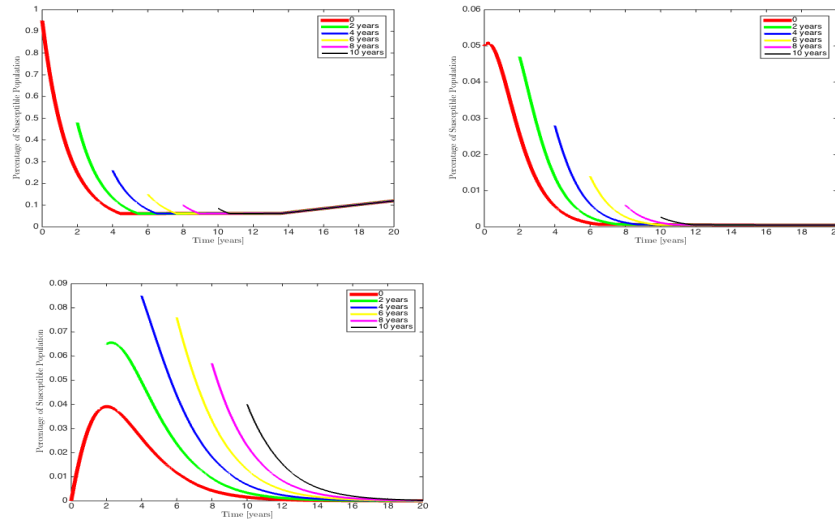 1
0.9
0.8
0.7
0.6
0.5
0.4
0.3
0.2
0.1
0
0 2 4 6 8 10 12 14 16 18 20
Time [years]
Percentage of Susceptible Population
0
2 years
4 years
6 years
8 years
10 years
0.06
0.05
0.04
0.03
0.02
0.01
0
0 2 4 6 8 10 12 14 16 18 20
Time [years]
Percentage of Susceptible Population
0
2 years
4 years
6 years
8 years
10 years
0.09
0.08
0.07
0.06
0.05
0.04
0.03
0.02
0.01
0
0 2 4 6 8 10 12 14 16 18 20
Time [years]
Percentage of Susceptible Population
0
2 years
4 years
6 years
8 years
10 years